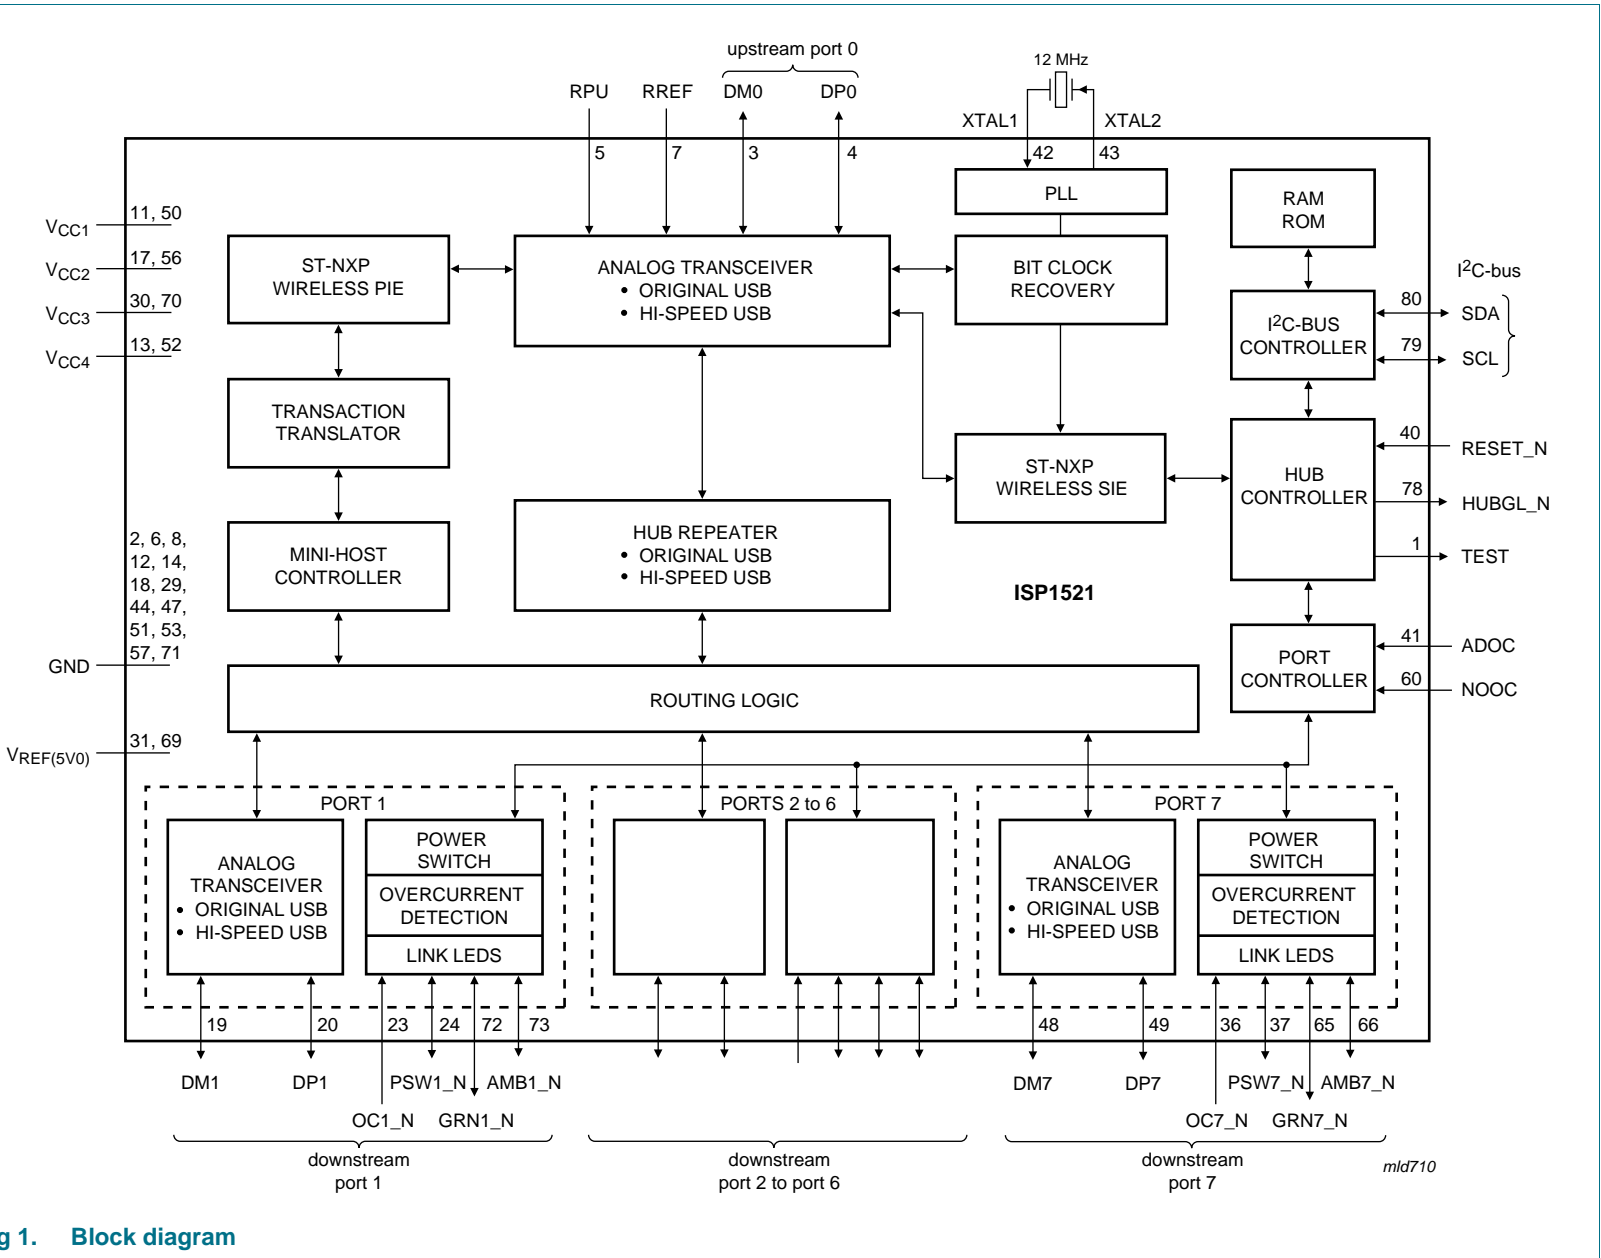 upstream port 0
12 MHz
RPU
RREF
DM0
DP0
XTAL1
XTAL2
5
7
3
4
42
43
PLL
RAM
ROM
VCC1
11, 50
VCC2
17, 56
VCC3
30, 70
VCC4
13, 52
ST-NXP
WIRELESS PIE
ANALOG TRANSCEIVER
• ORIGINAL USB
• HI-SPEED USB
BIT CLOCK
RECOVERY
I2C-bus
I2C-BUS
CONTROLLER
80
SDA
79
SCL
TRANSACTION
TRANSLATOR
ST-NXP
WIRELESS SIE
HUB
CONTROLLER
40
RESET_N
78
HUBGL_N
1
TEST
2, 6, 8,
12, 14,
18, 29,
44, 47,
51, 53,
57, 71
GND
MINI-HOST
CONTROLLER
HUB REPEATER
• ORIGINAL USB
• HI-SPEED USB
ISP1521
PORT
CONTROLLER
41
ADOC
60
NOOC
ROUTING LOGIC
VREF(5V0)
31, 69
PORT 1
ANALOG
TRANSCEIVER
• ORIGINAL USB
• HI-SPEED USB
POWER
SWITCH
OVERCURRENT
DETECTION
LINK LEDS
PORTS 2 to 6
PORT 7
ANALOG
TRANSCEIVER
• ORIGINAL USB
• HI-SPEED USB
POWER
SWITCH
OVERCURRENT
DETECTION
LINK LEDS
19
20
23
24
72
73
48
49
36
37
65
66
DM1
DP1
PSW1_N
AMB1_N
OC1_N
GRN1_N
DM7
DP7
PSW7_N
AMB7_N
OC7_N
GRN7_N
downstream
port 1
downstream
port 2 to port 6
downstream
port 7
mld710
g 1. Block diagram